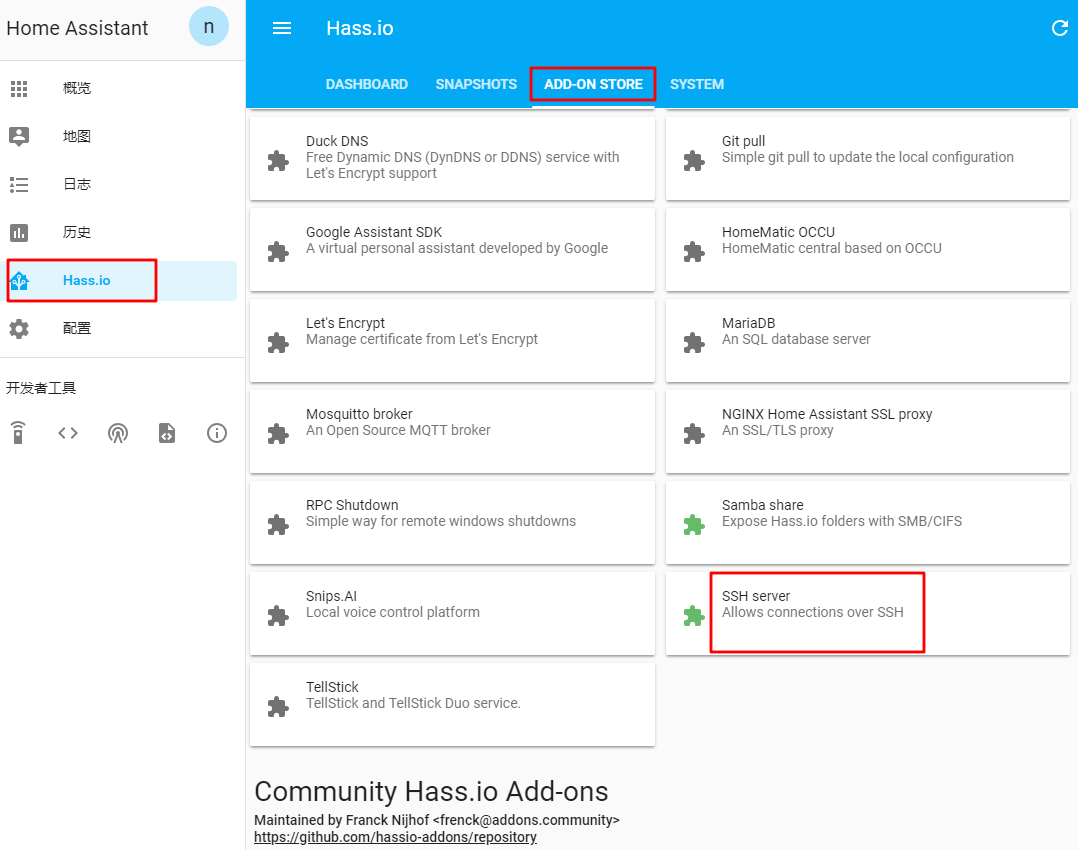 Home Assistant
n
概览
地图
日志
历史
Hass.io
配置
开发者工具
Hass.io
DASHBOARD
SNAPSHOTS
ADD-ON STORE
SYSTEM
Duck DNS
Free Dynamic DNS (DynDNS or DDNS) service with
Let's Encrypt support
Git pull
Simple git pull to update the local configuration
Google Assistant SDK
A virtual personal assistant developed by Google
HomeMatic OCCU
HomeMatic central based on OCCU
Let's Encrypt
Manage certificate from Let's Encrypt
MariaDB
An SQL database server
Mosquitto broker
An Open Source MQTT broker
NGINX Home Assistant SSL proxy
An SSL/TLS proxy
RPC Shutdown
Simple way for remote windows shutdowns
Samba share
Expose Hass.io folders with SMB/CIFS
Snips.AI
Local voice control platform
SSH server
Allows connections over SSH
TellStick
TellStick and TellStick Duo service.
Community Hass.io Add-ons
Maintained by Franck Nijhof <frenck@addons.community>
https://github.com/hassio-addons/repository